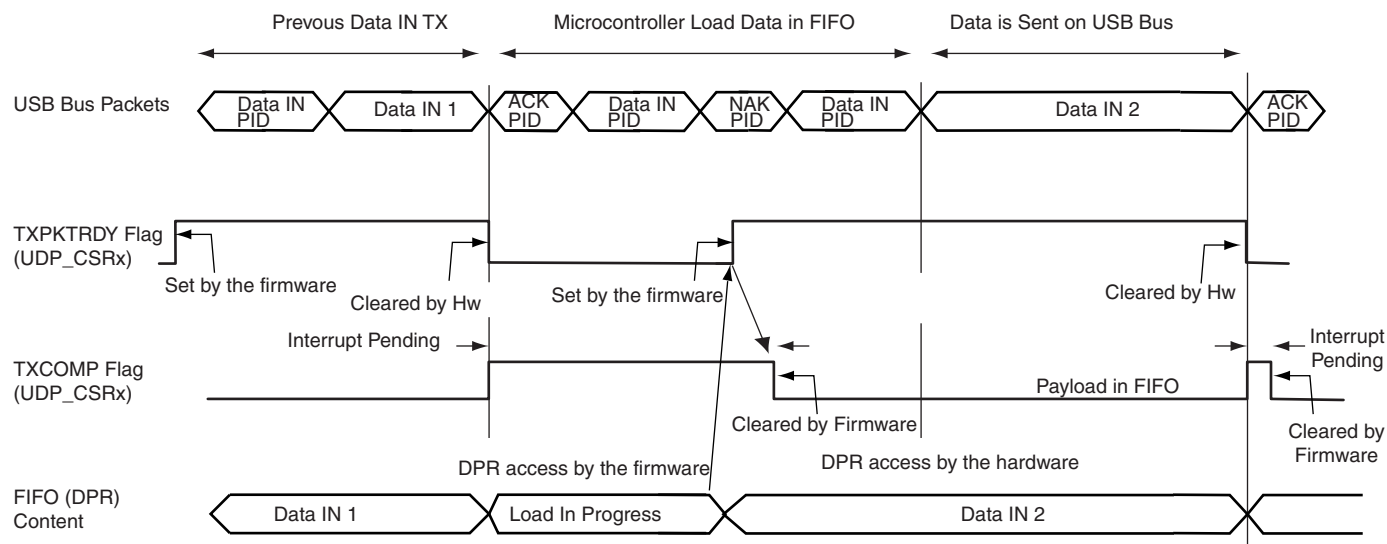 Prevous Data IN TX
Microcontroller Load Data in FIFO
Data is Sent on USB Bus
USB Bus Packets
Data IN
PID
Data IN 1
ACK
PID
Data IN
PID
NAK
PID
Data IN
PID
Data IN 2
ACK
PID
TXPKTRDY Flag
(UDP_CSRx)
Set by the firmware
Cleared by Hw
Set by the firmware
Cleared by Hw
Interrupt Pending
Interrupt
Pending
TXCOMP Flag
(UDP_CSRx)
Payload in FIFO
Cleared by Firmware
Cleared by
Firmware
DPR access by the firmware
DPR access by the hardware
FIFO (DPR)
Content
Data IN 1
Load In Progress
Data IN 2